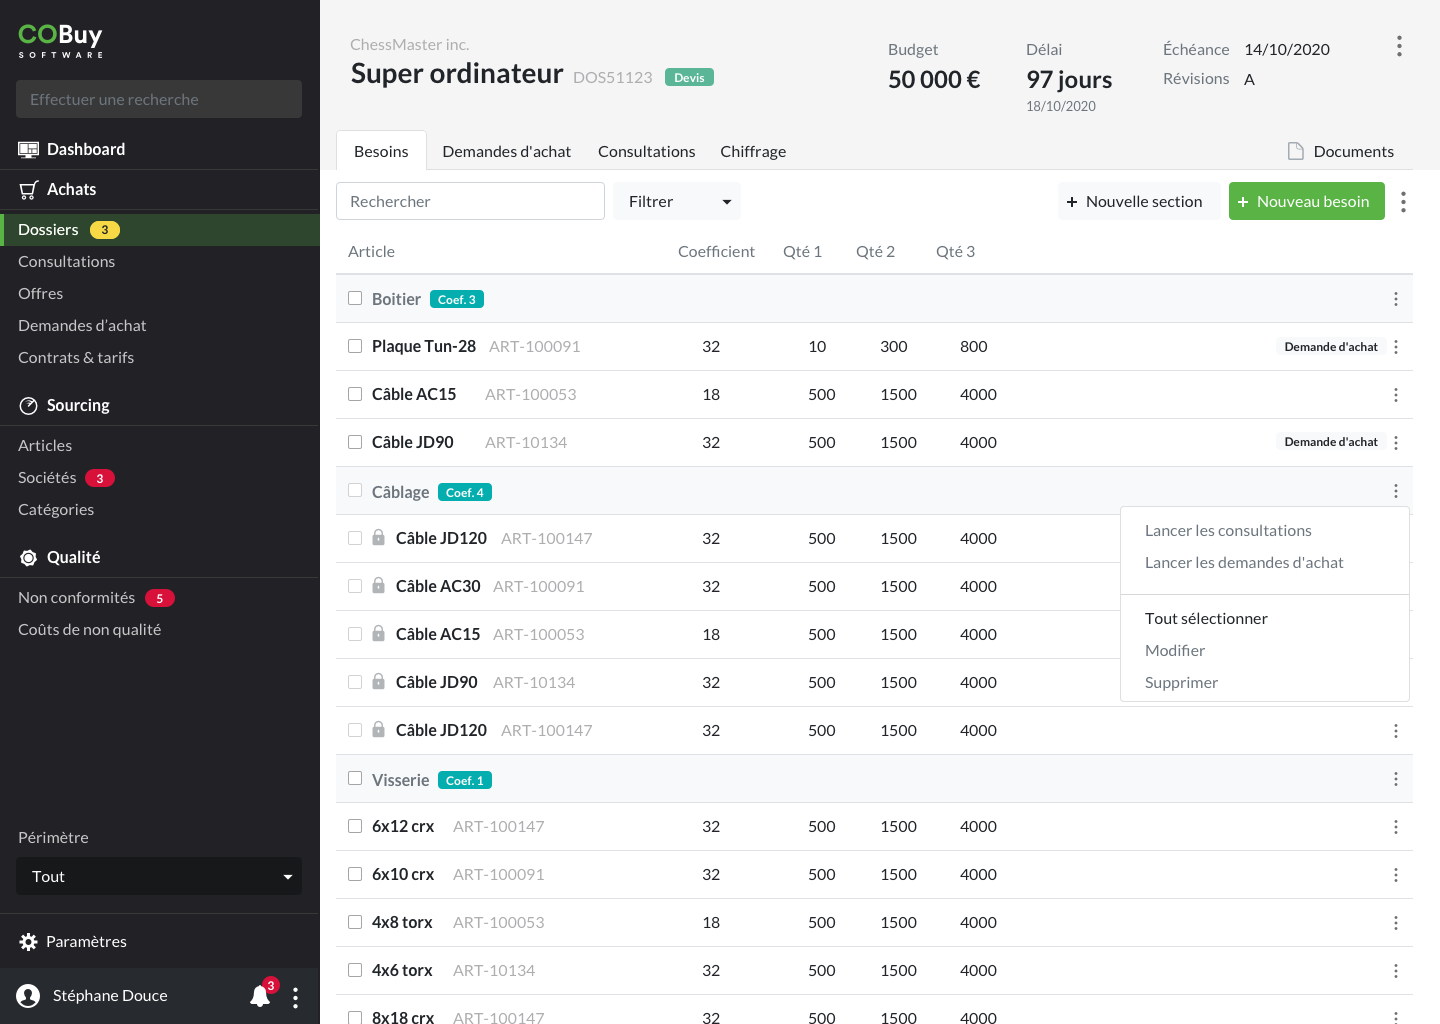 COBuy
SOFTWARE
Effectuer une recherche
Dashboard
Achats
Dossiers 3
Consultations
Offres
Demandes d'achat
Contrats & tarifs
Sourcing
Articles
Sociétés 3
Catégories
Qualité
Non conformités 5
Coûts de non qualité
Périmètre
Tout
Paramètres
Stéphane Douce 3
ChessMaster inc.
Super ordinateur DOS51123 Devis
Budget
50 000 €
Délai
97 jours
18/10/2020
Échéance 14/10/2020
Révisions A
Besoins Demandes d'achat Consultations Chiffrage Documents
Rechercher Filtrer + Nouvelle section + Nouveau besoin
Article Coefficient Qté 1 Qté 2 Qté 3
Boitier Coef. 3
Plaque Tun-28 ART-100091 32 10 300 800 Demande d'achat
Câble AC15 ART-100053 18 500 1500 4000
Câble JD90 ART-10134 32 500 1500 4000 Demande d'achat
Câblage Coef. 4
Câble JD120 ART-100147 32 500 1500 4000
Câble AC30 ART-100091 32 500 1500 4000
Câble AC15 ART-100053 18 500 1500 4000
Câble JD90 ART-10134 32 500 1500 4000
Câble JD120 ART-100147 32 500 1500 4000
Lancer les consultations
Lancer les demandes d'achat
Tout sélectionner
Modifier
Supprimer
Visserie Coef. 1
6x12 crx ART-100147 32 500 1500 4000
6x10 crx ART-100091 32 500 1500 4000
4x8 torx ART-100053 18 500 1500 4000
4x6 torx ART-10134 32 500 1500 4000
8x18 crx ART-100147 32 500 1500 4000